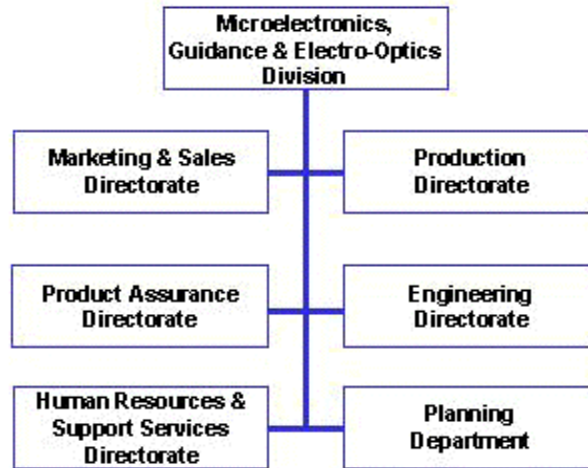 Microelectronics,
Guidance & Electro-Optics
Division
Marketing & Sales
Directorate
Production
Directorate
Product Assurance
Directorate
Engineering
Directorate
Human Resources &
Support Services
Directorate
Planning
Department